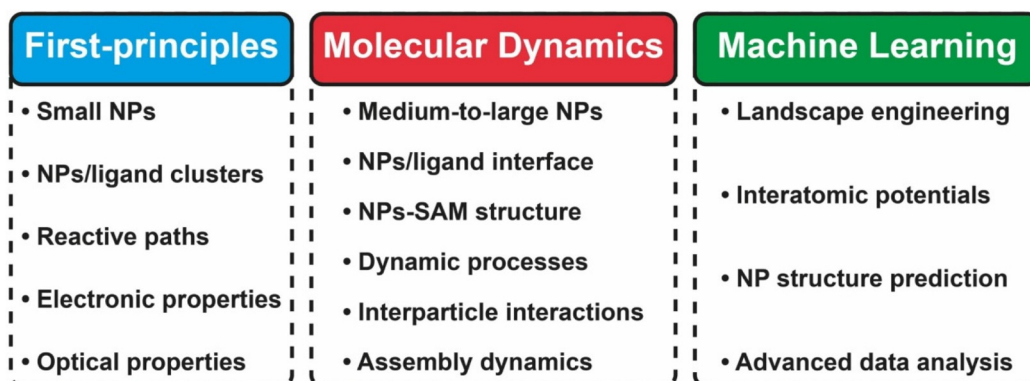 First-principles
• Small NPs
• NPs/ligand clusters
• Reactive paths
• Electronic properties
• Optical properties
Molecular Dynamics
• Medium-to-large NPs
• NPs/ligand interface
• NPs-SAM structure
• Dynamic processes
• Interparticle interactions
• Assembly dynamics
Machine Learning
• Landscape engineering
• Interatomic potentials
• NP structure prediction
• Advanced data analysis